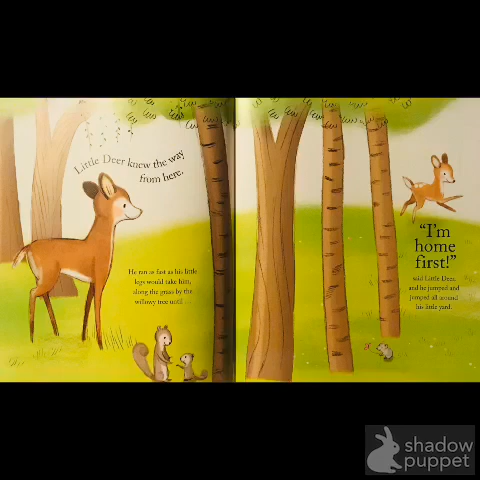 Little Deer knew the way
from here.
He ran as fast as his little
legs would take him,
along the grass by the
willowy tree until ...
"I'm
home
first!"
said Little Deer,
and he jumped and
jumped all around
his little yard.
shadow
puppet